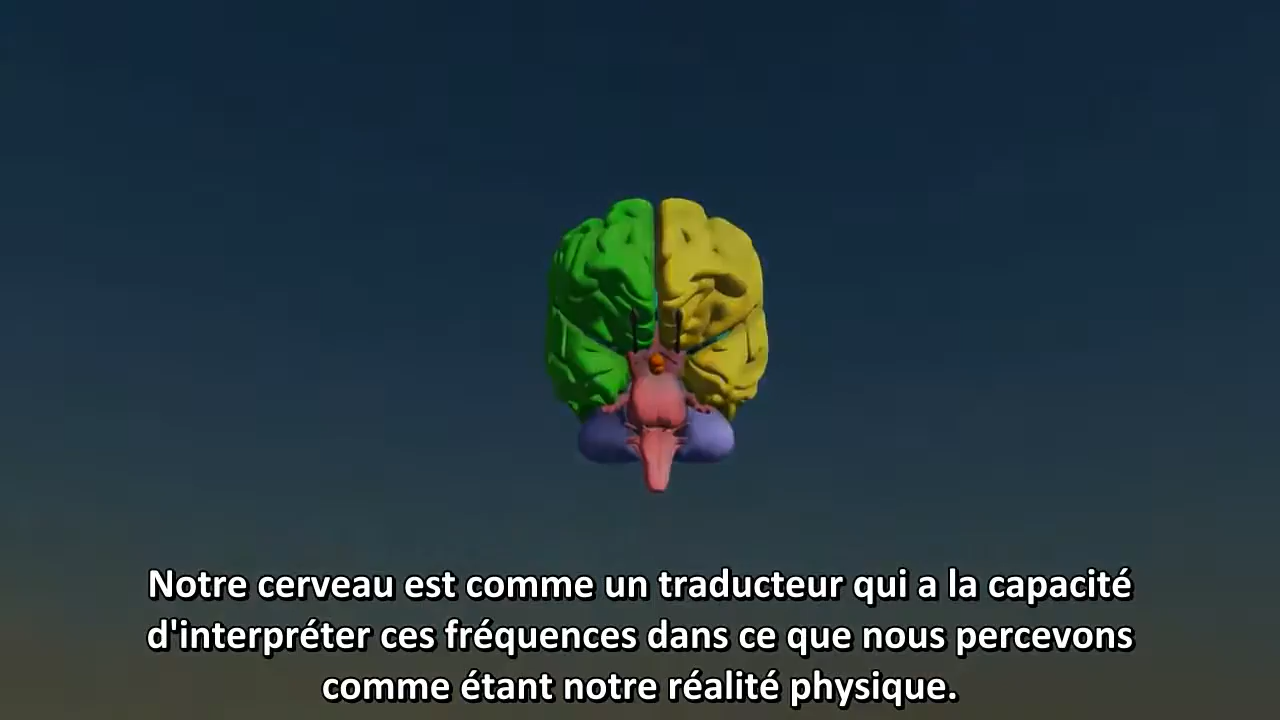 Notre cerveau est comme un traducteur qui a la capacité
d'interpréter ces fréquences dans ce que nous percevons
comme étant notre réalité physique.